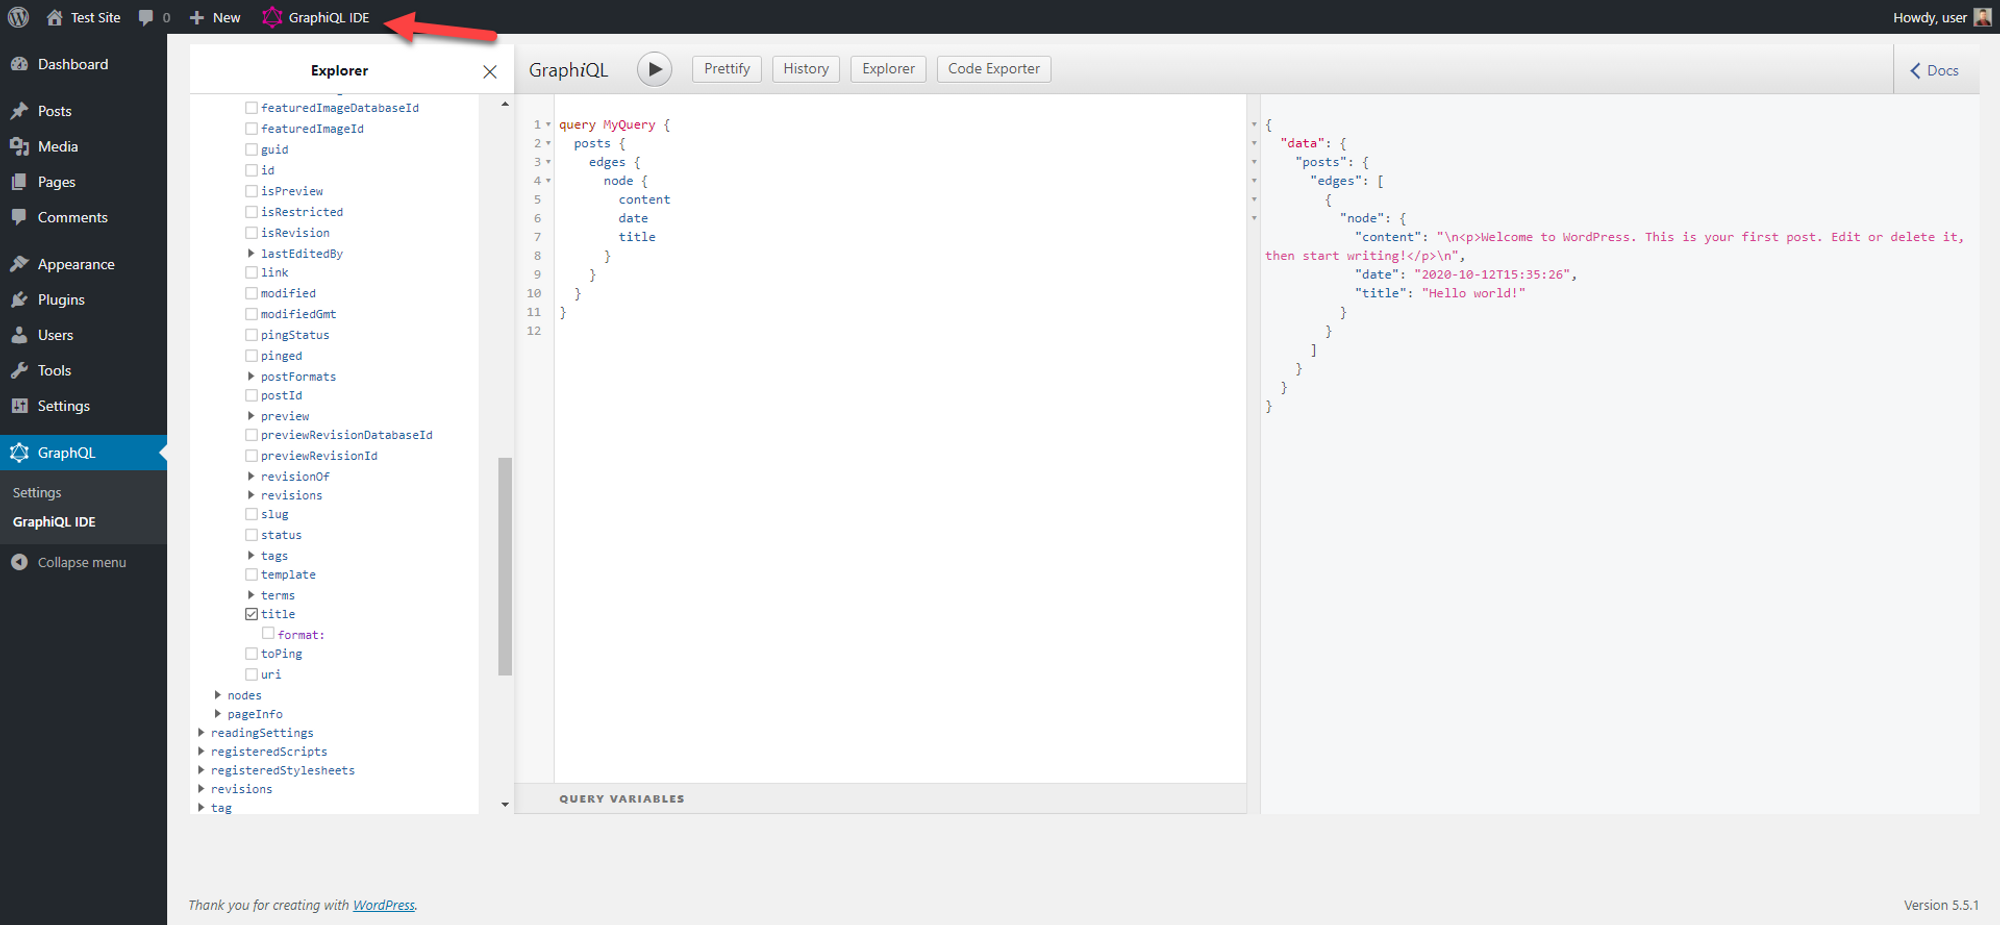 Test Site 0 New GraphiQL IDE Howdy, user
Dashboard
Posts
Media
Pages
Comments
Appearance
Plugins
Users
Tools
Settings
GraphQL
Settings
GraphiQL IDE
Collapse menu
Explorer
featuredImageDatabaseId
featuredImageId
guid
id
isPreview
isRestricted
isRevision
lastEditedBy
link
modified
modifiedGmt
pingStatus
pinged
postFormats
postId
preview
previewRevisionDatabaseId
previewRevisionId
revisionOf
revisions
slug
status
tags
template
terms
title
format:
toPing
uri
nodes
pageInfo
readingSettings
registeredScripts
registeredStylesheets
revisions
tag
GraphiQL Prettify History Explorer Code Exporter Docs
1 query MyQuery {
2 posts {
3 edges {
4 node {
5 content
6 date
7 title
8 }
9 }
10 }
11 }
12
QUERY VARIABLES
{
"data": {
"posts": {
"edges": [
{
"node": {
"content": "\n<p>Welcome to WordPress. This is your first post. Edit or delete it,
then start writing!</p>\n",
"date": "2020-10-12T15:35:26",
"title": "Hello world!"
}
}
]
}
}
}
Thank you for creating with WordPress. Version 5.5.1